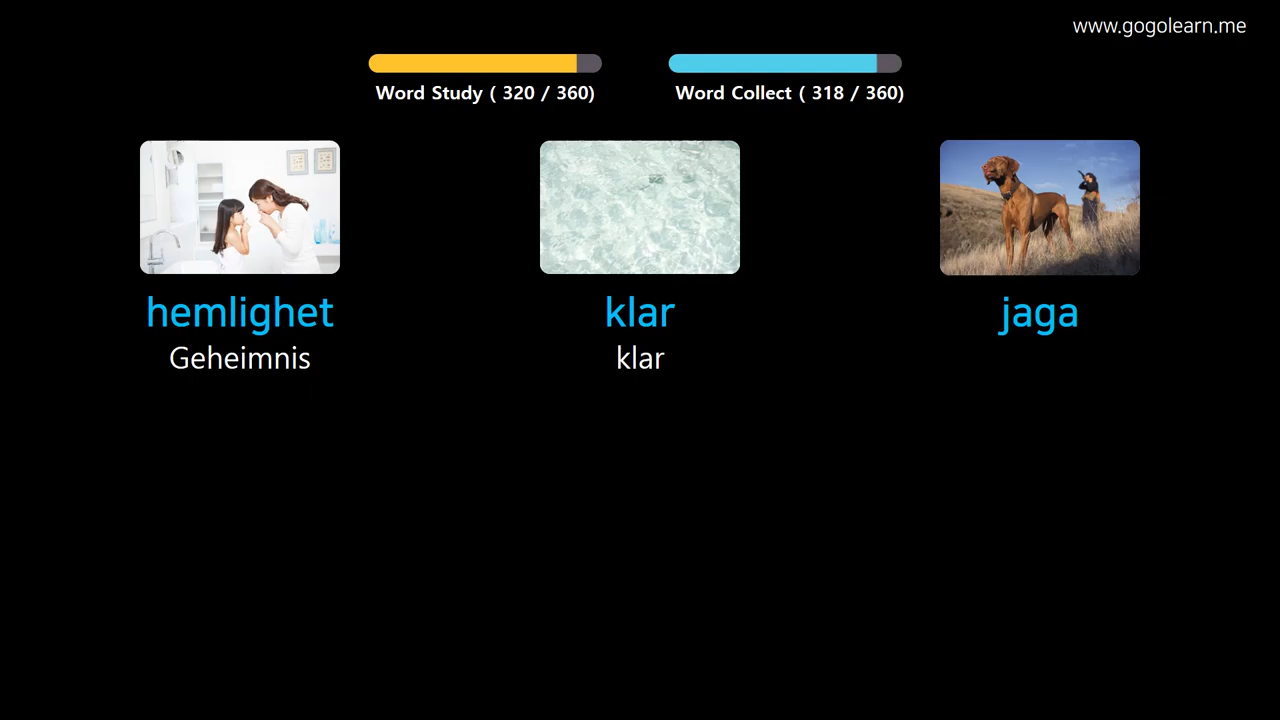 www.gogolearn.me
Word Study ( 320 / 360)
Word Collect ( 318 / 360)
hemlighet
klar
jaga
Geheimnis
klar